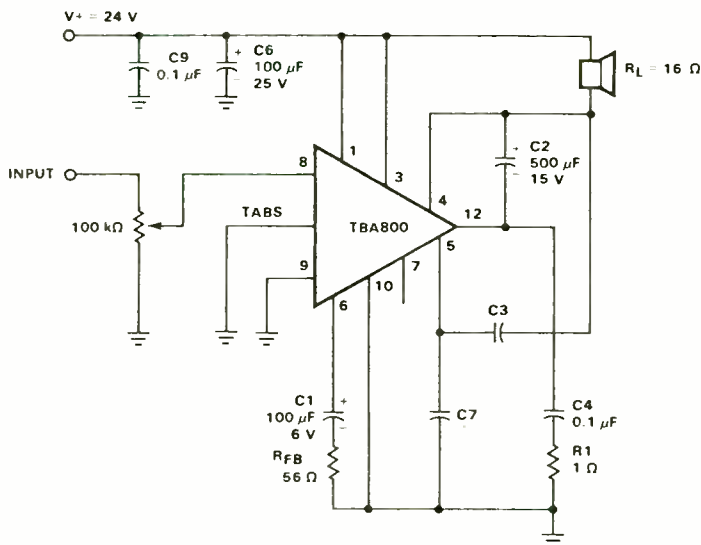 V+ = 24 V
C9
0.1 µF
+
C6
100 µF
25 V
–
R_L = 16 Ω
1
3
+
C2
500 µF
15 V
–
INPUT
8
4
12
100 kΩ
TABS
TBA800
5
9
7
10
6
C3
C1
100 µF
6 V
+
–
C7
C4
0.1 µF
R_FB
56 Ω
R1
1 Ω